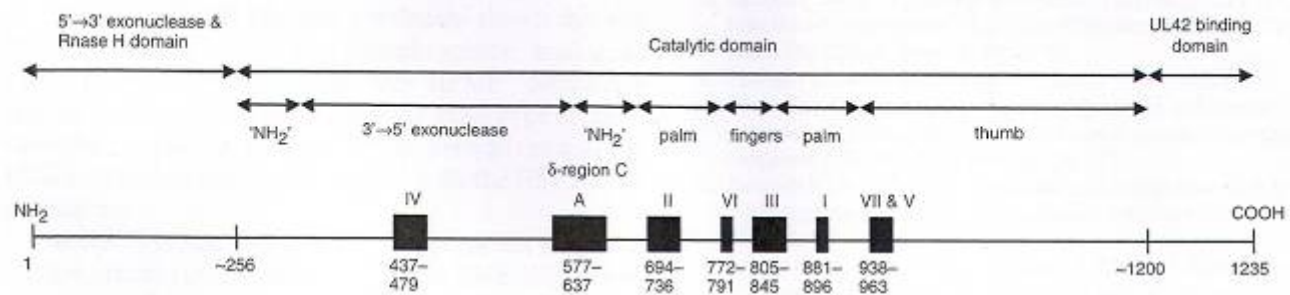 5'→3' exonuclease &
Rnase H domain
Catalytic domain
UL42 binding
domain
"NH2"
3'→5' exonuclease
"NH2"
palm
fingers
palm
thumb
δ-region C
NH2
IV
A
II
VI
III
I
VII & V
COOH
1
~256
437–
479
577–
637
694–
736
772–
791
805–
845
881–
896
938–
963
~1200
1235